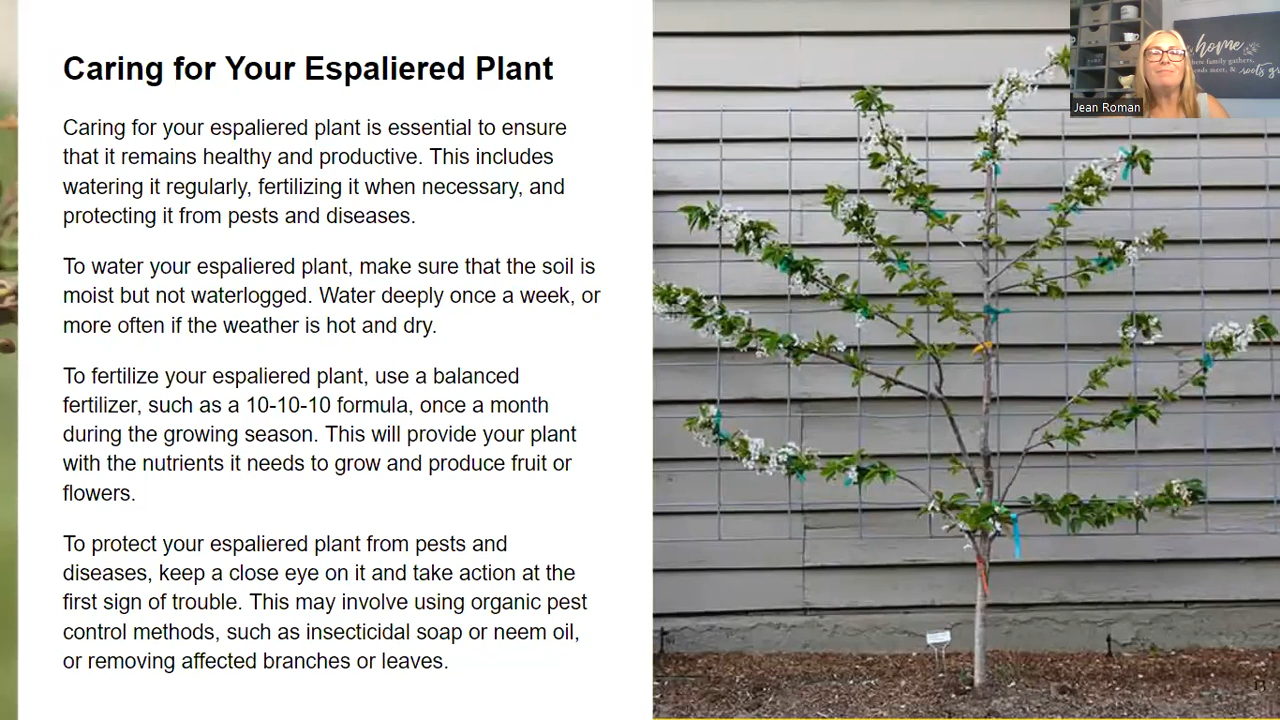 Caring for Your Espaliered Plant
Caring for your espaliered plant is essential to ensure
that it remains healthy and productive. This includes
watering it regularly, fertilizing it when necessary, and
protecting it from pests and diseases.
To water your espaliered plant, make sure that the soil is
moist but not waterlogged. Water deeply once a week, or
more often if the weather is hot and dry.
To fertilize your espaliered plant, use a balanced
fertilizer, such as a 10-10-10 formula, once a month
during the growing season. This will provide your plant
with the nutrients it needs to grow and produce fruit or
flowers.
To protect your espaliered plant from pests and
diseases, keep a close eye on it and take action at the
first sign of trouble. This may involve using organic pest
control methods, such as insecticidal soap or neem oil,
or removing affected branches or leaves.
home
where family gathers,
meet, &
Jean Roman
13